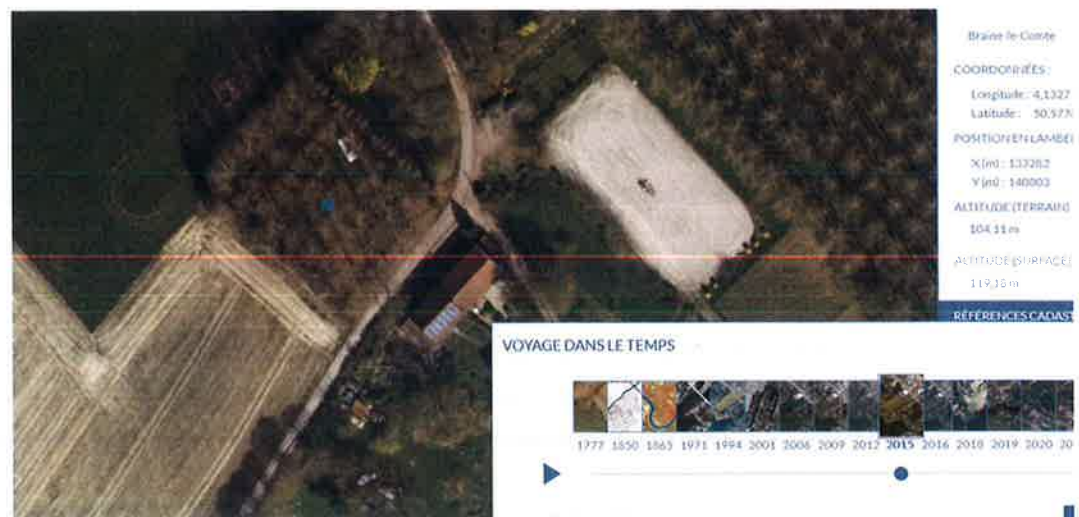 Braine-le-Comte
COORDONNÉES :
Longitude : 4,1327
Latitude : 50,577
POSITION EN LAMBE
X (m) : 133282
Y (m) : 140003
ALTITUDE (TERRAIN)
104,11 m
ALTITUDE (SURFACE)
119,18 m
RÉFÉRENCES CADAST
VOYAGE DANS LE TEMPS
1777 1850 1865 1971 1994 2001 2006 2009 2012 2015 2016 2018 2019 2020 20